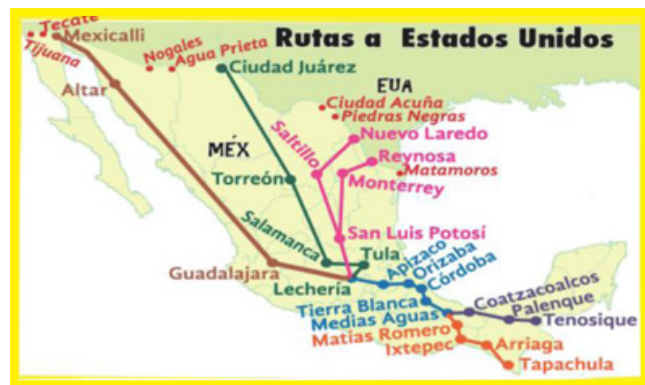 Rutas a Estados Unidos
Tecate
Mexicalli
Tijuana
Nogales
Agua Prieta
Ciudad Juárez
Altar
EUA
Ciudad Acuña
Piedras Negras
Nuevo Laredo
MÉX
Saltillo
Reynosa
Matamoros
Torreón
Monterrey
Salamanca
San Luis Potosí
Tula
Guadalajara
Lechería
Apizaco
Orizaba
Córdoba
Tierra Blanca
Coatzacoalcos
Medias Aguas
Palenque
Tenosique
Matías Romero
Ixtepec
Arriaga
Tapachula